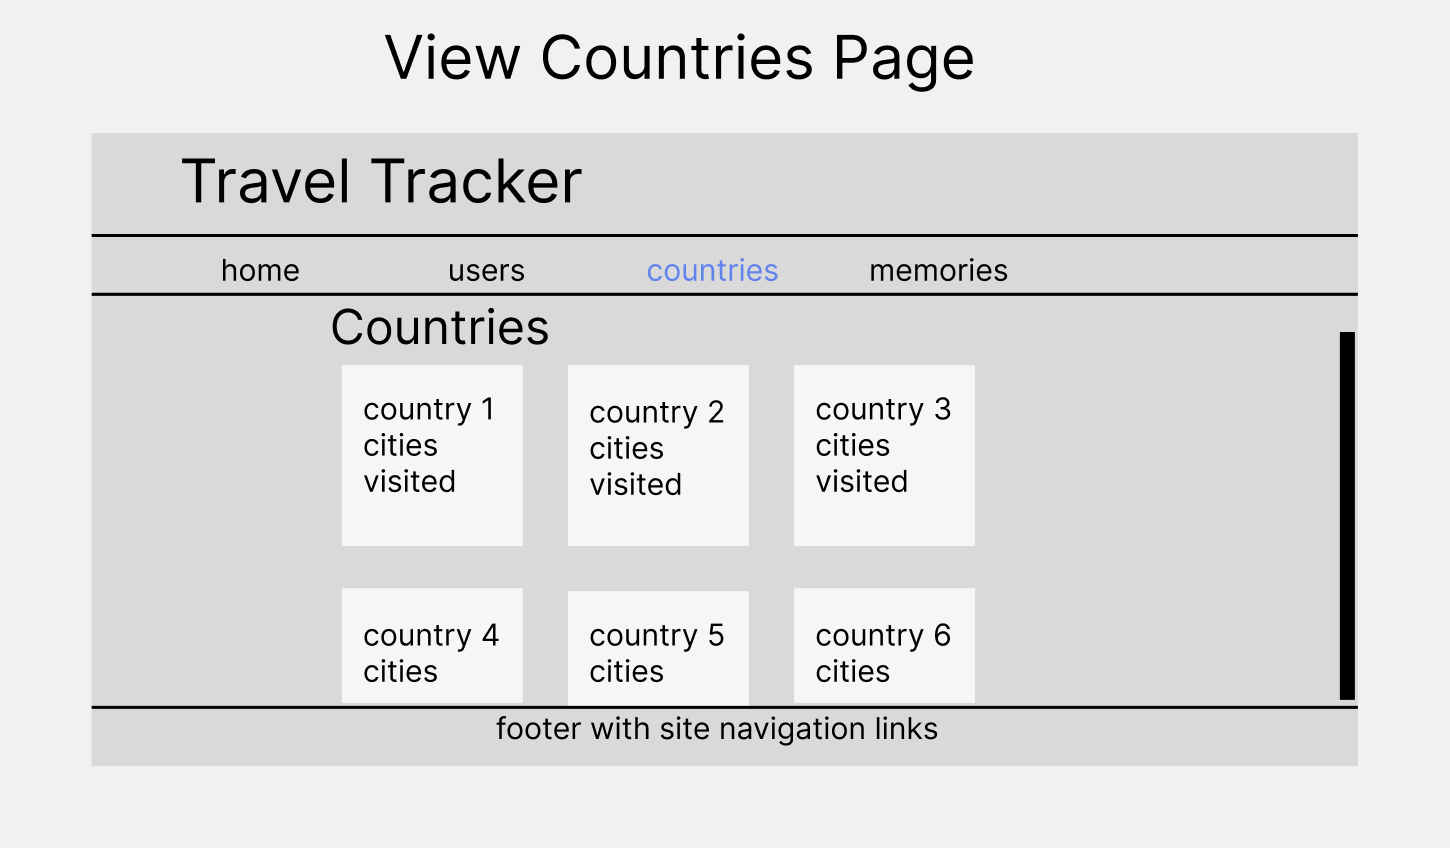 View Countries Page
Travel Tracker
home users countries memories
Countries
country 1
cities
visited
country 2
cities
visited
country 3
cities
visited
country 4
cities
country 5
cities
country 6
cities
footer with site navigation links